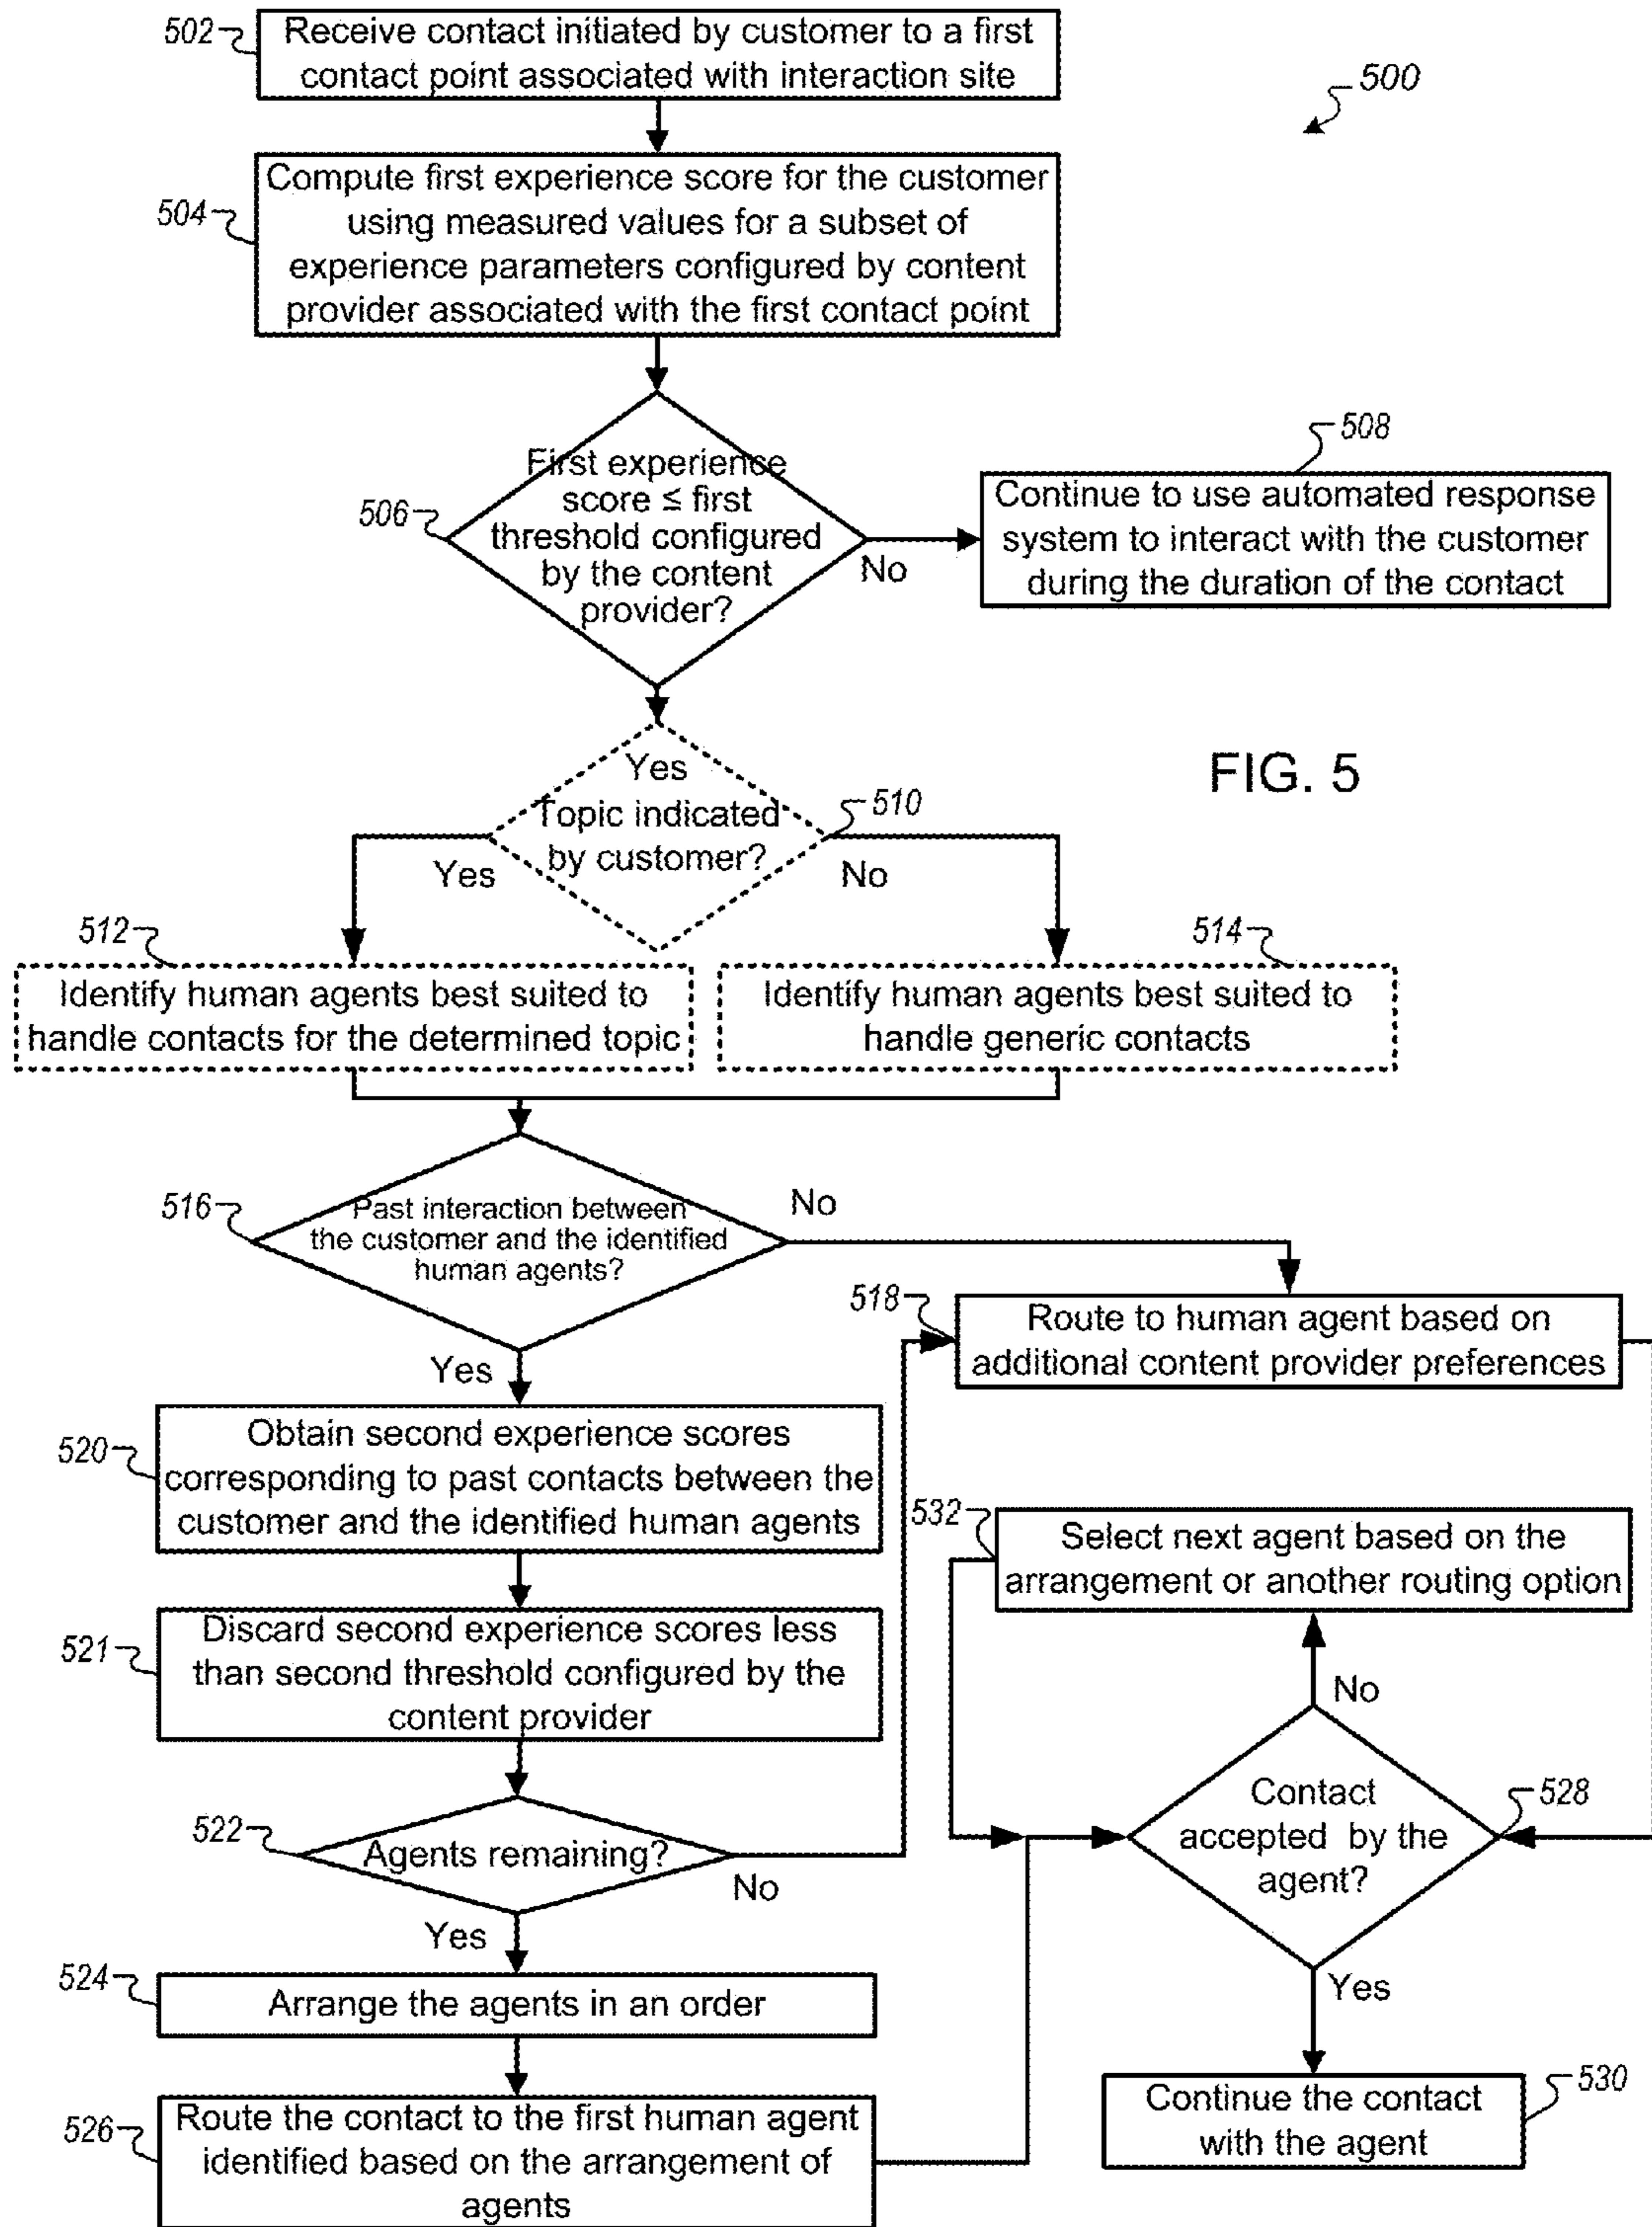 502
Receive contact initiated by customer to a first
contact point associated with interaction site
500
504
Compute first experience score for the customer
using measured values for a subset of
experience parameters configured by content
provider associated with the first contact point
506
First experience
score ≤ first
threshold configured
by the content
provider?
No
508
Continue to use automated response
system to interact with the customer
during the duration of the contact
FIG. 5
Yes
510
Topic indicated
by customer?
Yes
No
512
Identify human agents best suited to
handle contacts for the determined topic
514
Identify human agents best suited to
handle generic contacts
516
Past interaction between
the customer and the identified
human agents?
No
Yes
518
Route to human agent based on
additional content provider preferences
520
Obtain second experience scores
corresponding to past contacts between the
customer and the identified human agents
532
Select next agent based on the
arrangement or another routing option
521
Discard second experience scores less
than second threshold configured by the
content provider
No
522
Agents remaining?
No
Yes
528
Contact
accepted by the
agent?
Yes
524
Arrange the agents in an order
526
Route the contact to the first human agent
identified based on the arrangement of
agents
530
Continue the contact
with the agent